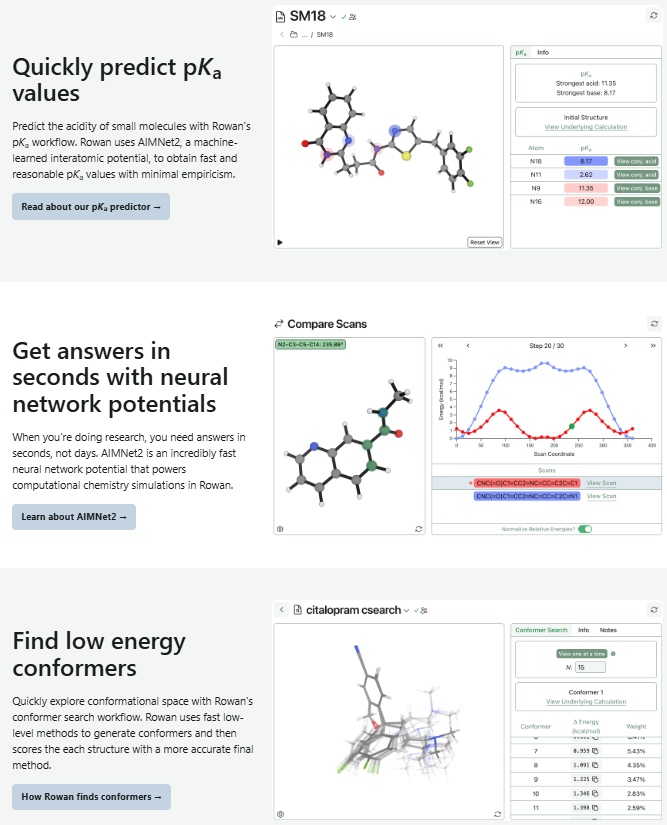 SM18
... / SM18
Quickly predict pKa
values
Predict the acidity of small molecules with Rowan's
pKa workflow. Rowan uses AIMNet2, a machine-
learned interatomic potential, to obtain fast and
reasonable pKa values with minimal empiricism.
Read about our pKa predictor →
Reset View
pKa Info
pKa
Strongest acid: 11.35
Strongest base: 8.17
Initial Structure
View Underlying Calculation
Atom pKa
N18 8.17 View conj. acid
N11 2.62 View conj. acid
N9 11.35 View conj. base
N16 12.00 View conj. base
Get answers in
seconds with neural
network potentials
When you're doing research, you need answers in
seconds, not days. AIMNet2 is an incredibly fast
neural network potential that powers
computational chemistry simulations in Rowan.
Learn about AIMNet2 →
Compare Scans
N2-C3-C5-C14: 235.86°
Step 20 / 30
Energy (kcal/mol)
10
9
8
7
6
5
4
3
2
1
0
0 50 100 150 200 250 300 350 400
Scan Coordinate
Scans
CNC(=O)C1=CC2=NC=CC=C2C=C1 View Scan
CNC(=O)C1=CC2=NC=CC=C2C=N1 View Scan
Normalize Relative Energies?
Find low energy
conformers
Quickly explore conformational space with Rowan's
conformer search workflow. Rowan uses fast low-
level methods to generate conformers and then
scores the each structure with a more accurate final
method.
How Rowan finds conformers →
citalopram csearch
Conformer Search Info Notes
View one at a time
N: 15
Conformer 1
View Underlying Calculation
Conformer Δ Energy (kcal/mol) Weight
7 0.959 5.43%
8 1.091 4.35%
9 1.225 3.47%
10 1.346 2.83%
11 1.398 2.59%